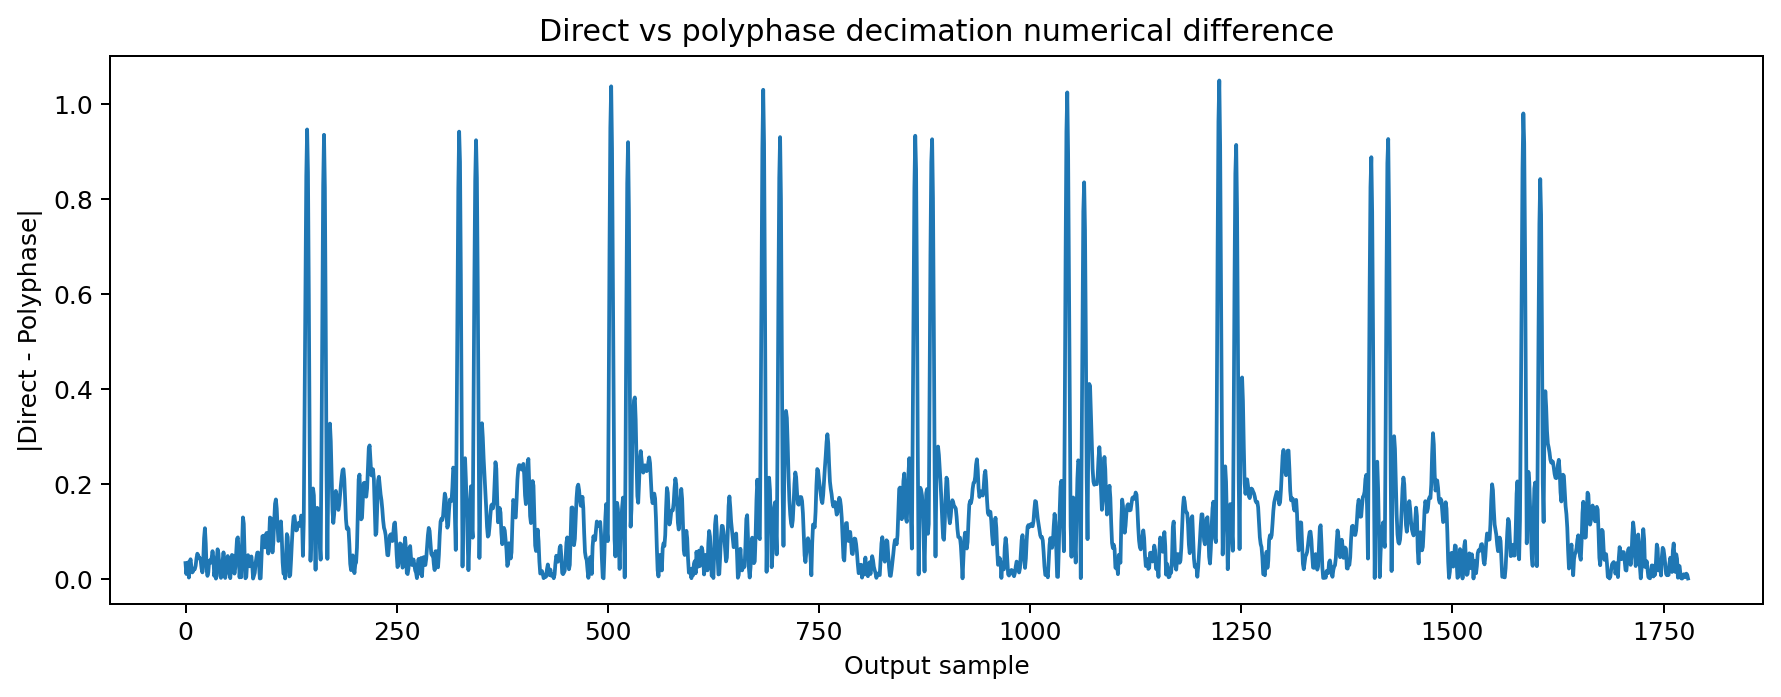 Direct vs polyphase decimation numerical difference
1.0
0.8
0.6
0.4
0.2
0.0
|Direct - Polyphase|
0 250 500 750 1000 1250 1500 1750
Output sample